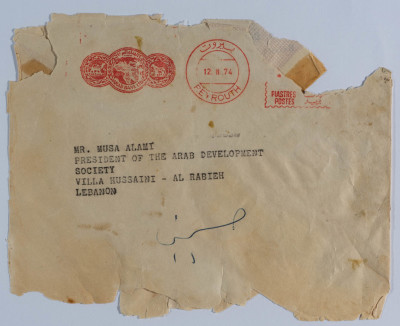 بيروت
12.8.74
BEYROUTH
PIASTRES
POSTES
MR. MUSA ALAMI
PRESIDENT OF THE ARAB DEVELOPMENT
SOCIETY
VILLA HUSSAINI - AL RABIEH
LEBANON